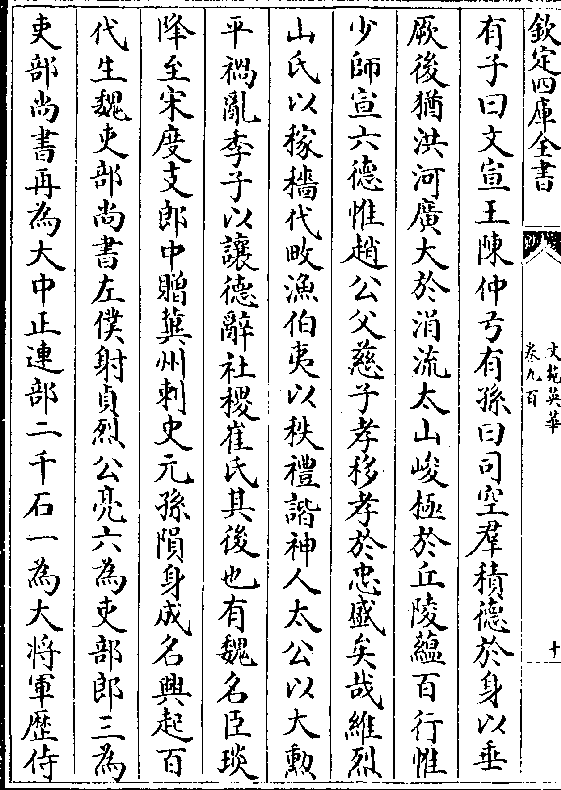 欽定四庫全書
文苑英華
卷九百
十
有子曰文宣王陳仲弓有孫曰司空羣積德於身以垂
厥後猶洪河廣大於涓流太山峻極於丘陵蘊百行惟
少師宣六德惟趙公父慈子孝移孝於忠盛矣哉維烈
山氏以稼穡代畋漁伯夷以秩禮諧神人太公以大勲
平禍亂季子以讓德辭社稷崔氏其後也有魏名臣琰
降至宋度支郎中贈冀州刺史元孫隕身成名興起百
代生魏吏部尚書左僕射貞烈公亮六為吏部郎三為
吏部尚書再為大中正連部二千石一為大將軍歴侍